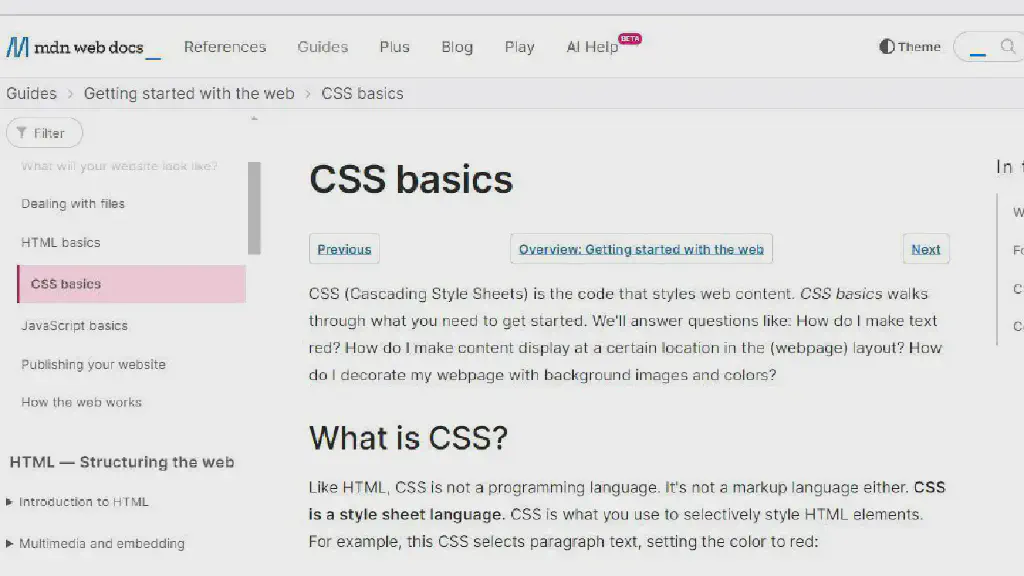 mdn web docs_ References Guides Plus Blog Play AI Help BETA Theme
Guides > Getting started with the web > CSS basics
Filter
What will your website look like?
Dealing with files
HTML basics
CSS basics
JavaScript basics
Publishing your website
How the web works
HTML — Structuring the web
Introduction to HTML
Multimedia and embedding
CSS basics
Previous Overview: Getting started with the web Next
CSS (Cascading Style Sheets) is the code that styles web content. CSS basics walks
through what you need to get started. We'll answer questions like: How do I make text
red? How do I make content display at a certain location in the (webpage) layout? How
do I decorate my webpage with background images and colors?
What is CSS?
Like HTML, CSS is not a programming language. It's not a markup language either. CSS
is a style sheet language. CSS is what you use to selectively style HTML elements.
For example, this CSS selects paragraph text, setting the color to red:
In